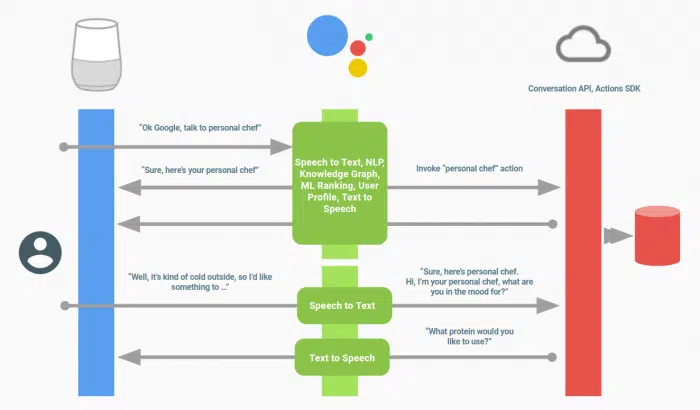 Conversation API, Actions SDK
"Ok Google, talk to personal chef"
"Sure, here's your personal chef"
Speech to Text, NLP,
Knowledge Graph,
ML Ranking, User
Profile, Text to
Speech
Invoke "personal chef" action
"Well, it's kind of cold outside, so I'd like
something to ..."
"Sure, here's personal chef.
Hi, I'm your personal chef, what are
you in the mood for?"
Speech to Text
"What protein would you
like to use?"
Text to Speech